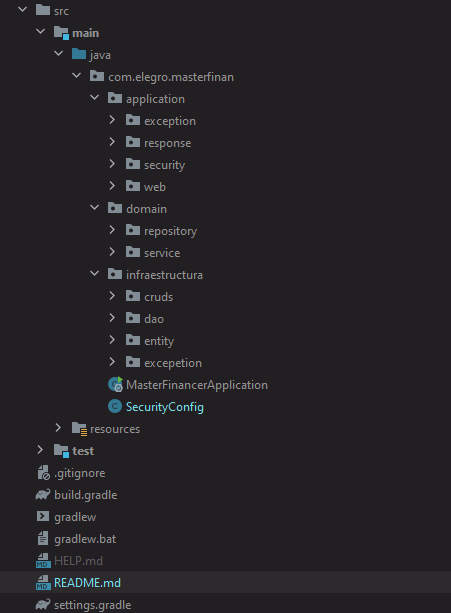 src
main
java
com.elegro.masterfinan
application
exception
response
security
web
domain
repository
service
infraestructura
cruds
dao
entity
excepetion
MasterFinancerApplication
SecurityConfig
resources
test
.gitignore
build.gradle
gradlew
gradlew.bat
HELP.md
README.md
settings.gradle